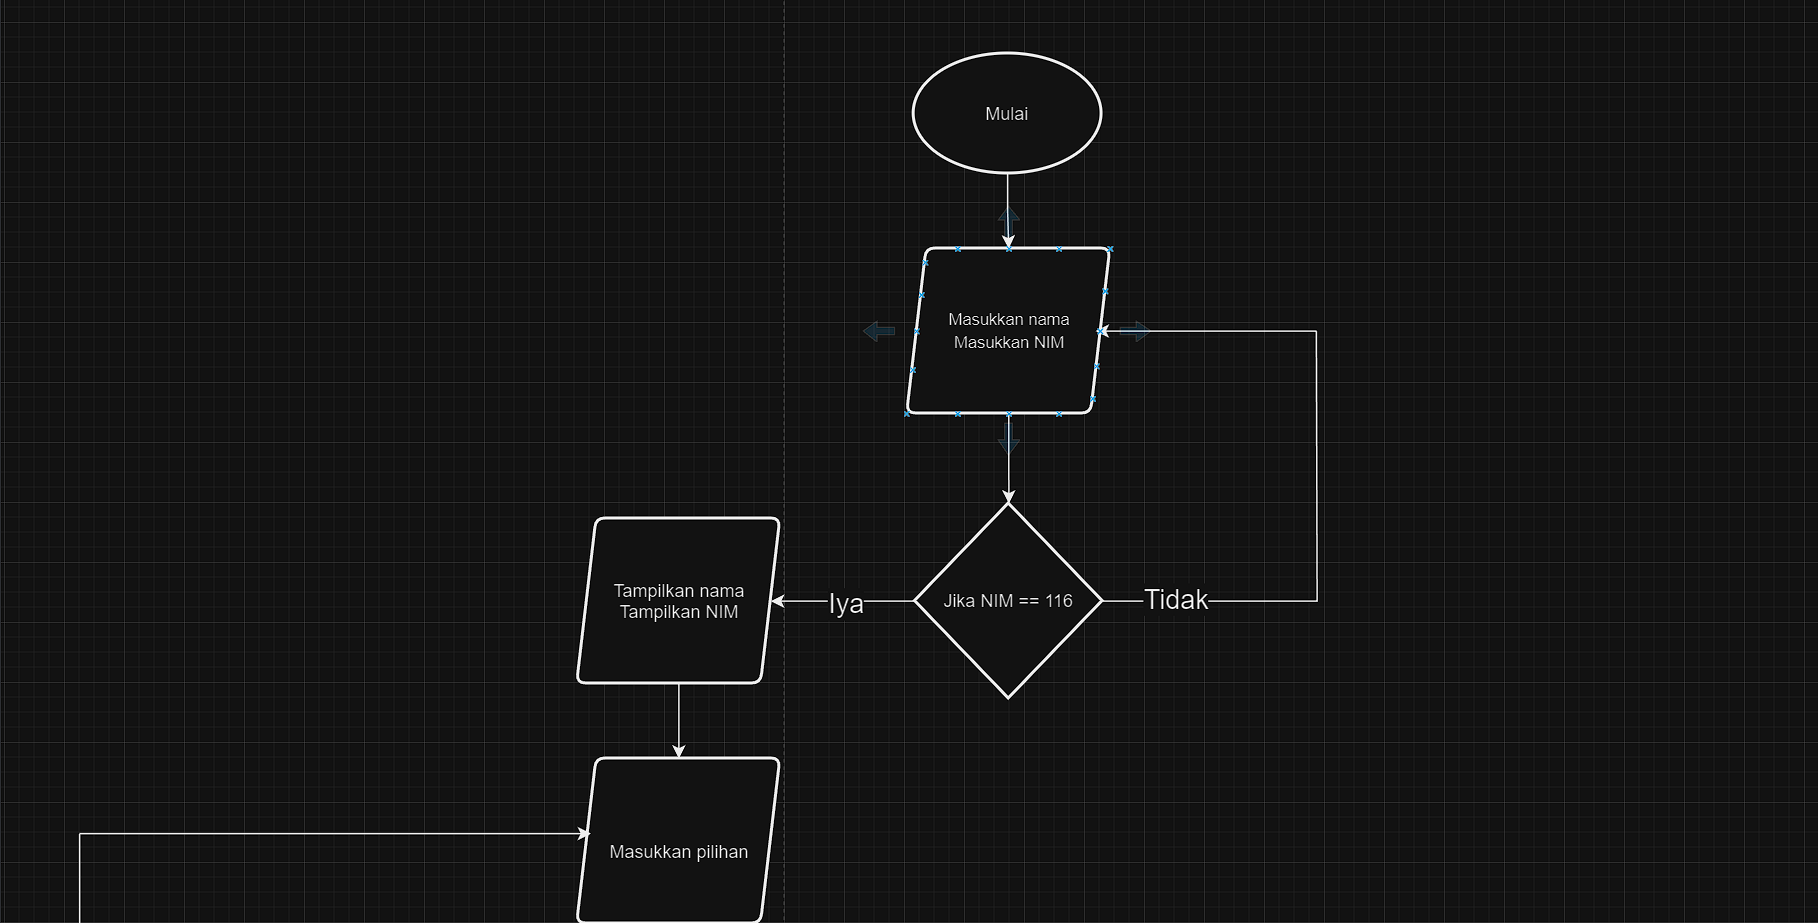 Mulai
Masukkan nama
Masukkan NIM
Jika NIM == 116
Iya
Tidak
Tampilkan nama
Tampilkan NIM
Masukkan pilihan